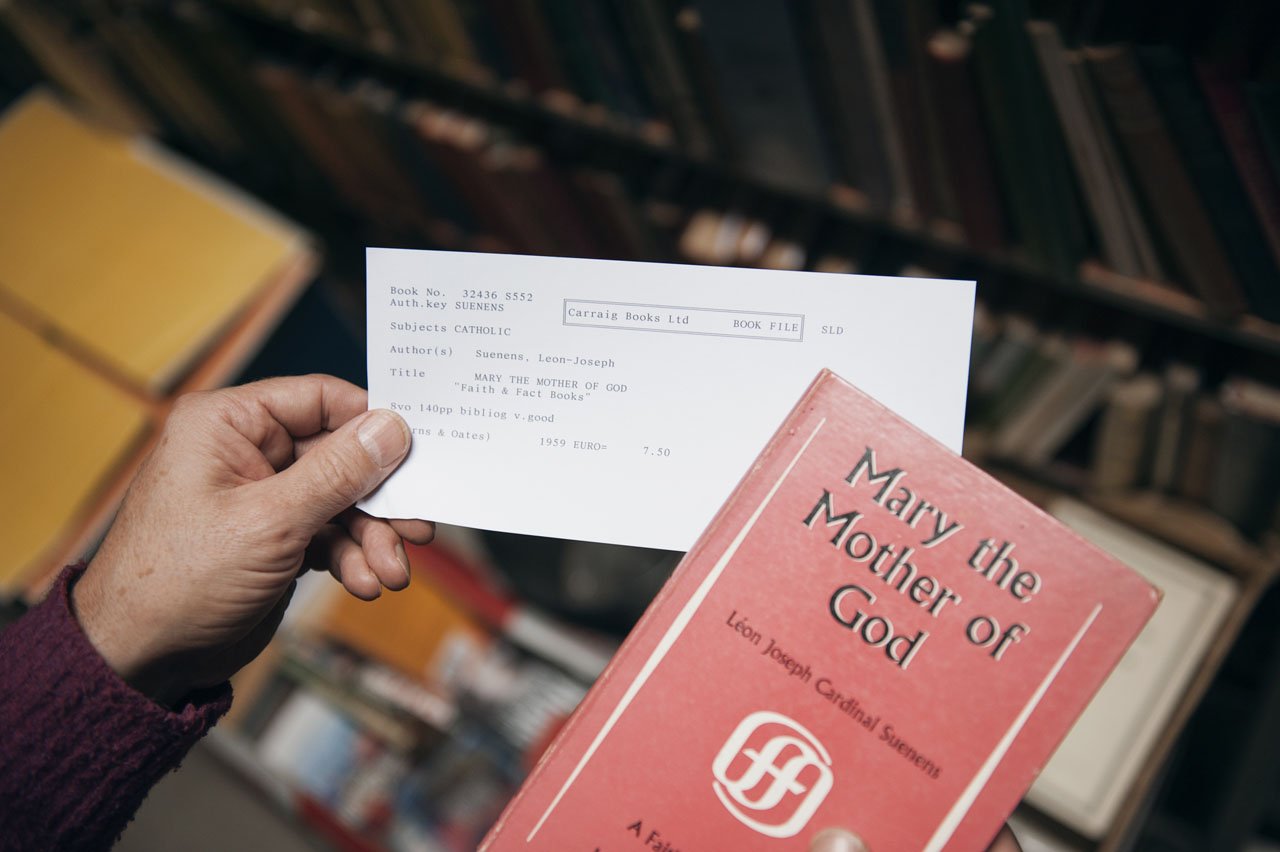 Book No. 32436 S552
Auth.key SUENENS
Carraig Books Ltd BOOK FILE SLD
Subjects CATHOLIC
Author(s) Suenens, Leon-Joseph
Title MARY THE MOTHER OF GOD
"Faith & Fact Books"
8vo 140pp bibliog v.good
& Oates) 1959 EURO= 7.50
Mary the
Mother of
God
Léon Joseph Cardinal Suenens
ff
A